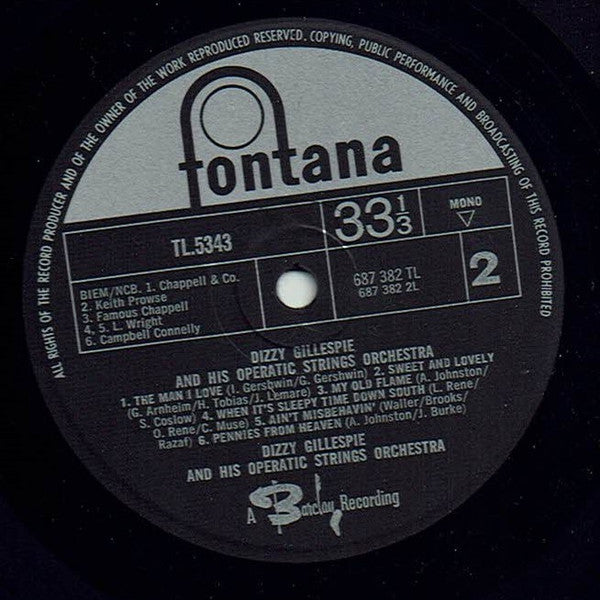 ALL RIGHTS OF THE RECORD PRODUCER AND OF THE OWNER OF THE WORK REPRODUCED RESERVED. COPYING, PUBLIC PERFORMANCE AND BROADCASTING OF THIS RECORD PROHIBITED
fontana
TL.5343
33 1/3
MONO
BIEM/NCB. 1. Chappell & Co.
2. Keith Prowse
3. Famous Chappell
4, 5. L. Wright
6. Campbell Connelly
687 382 TL
687 382 2L
2
DIZZY GILLESPIE
AND HIS OPERATIC STRINGS ORCHESTRA
1. THE MAN I LOVE (I. Gershwin/G. Gershwin) 2. SWEET AND LOVELY
(G. Arnheim/H. Tobias/J. Lemare) 3. MY OLD FLAME (A. Johnston/
S. Coslow) 4. WHEN IT'S SLEEPY TIME DOWN SOUTH (L. Rene/
O. Rene/C. Muse) 5. AIN'T MISBEHAVIN' (Waller/Brooks/
Razaf) 6. PENNIES FROM HEAVEN (A. Johnston/J. Burke)
DIZZY GILLESPIE
AND HIS OPERATIC STRINGS ORCHESTRA
A Barclay Recording